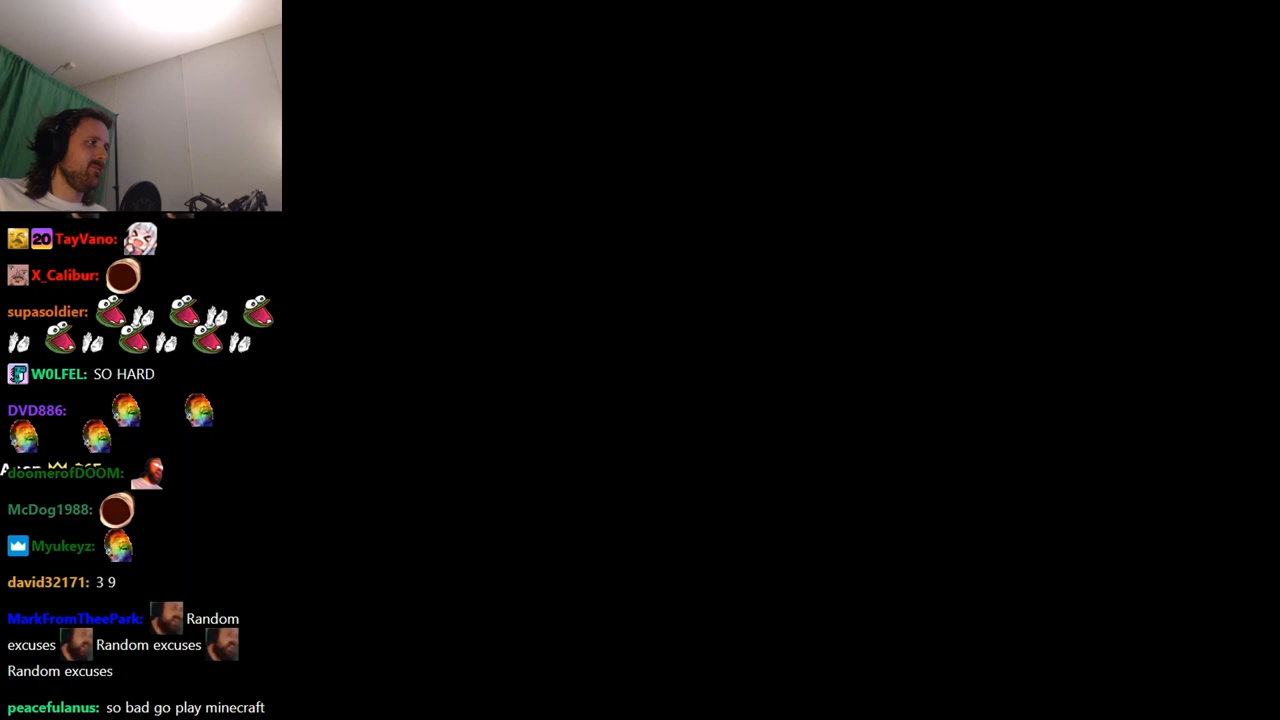 20 TayVano:
X_CaIibur:
supasoldier:
W0LFEL: SO HARD
DVD886:
doomerofDOOM:
McDog1988:
Myukeyz:
david32171: 3 9
MarkFromTheePark: Random
excuses Random excuses
Random excuses
peacefulanus: so bad go play minecraft